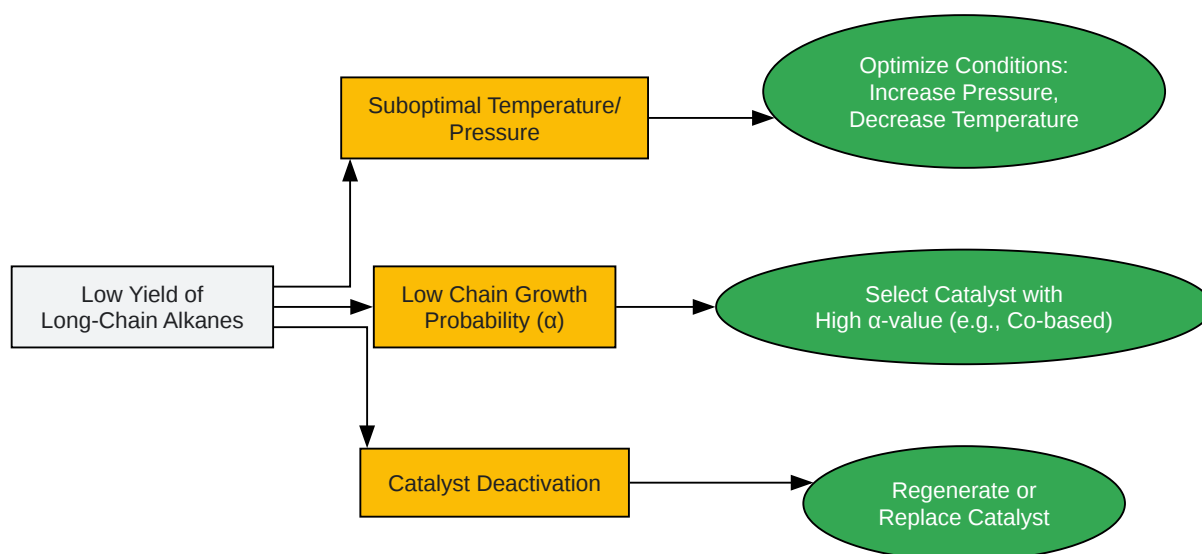 Suboptimal Temperature/
Pressure
Optimize Conditions:
Increase Pressure,
Decrease Temperature
Low Yield of
Long-Chain Alkanes
Low Chain Growth
Probability (α)
Select Catalyst with
High α-value (e.g., Co-based)
Catalyst Deactivation
Regenerate or
Replace Catalyst